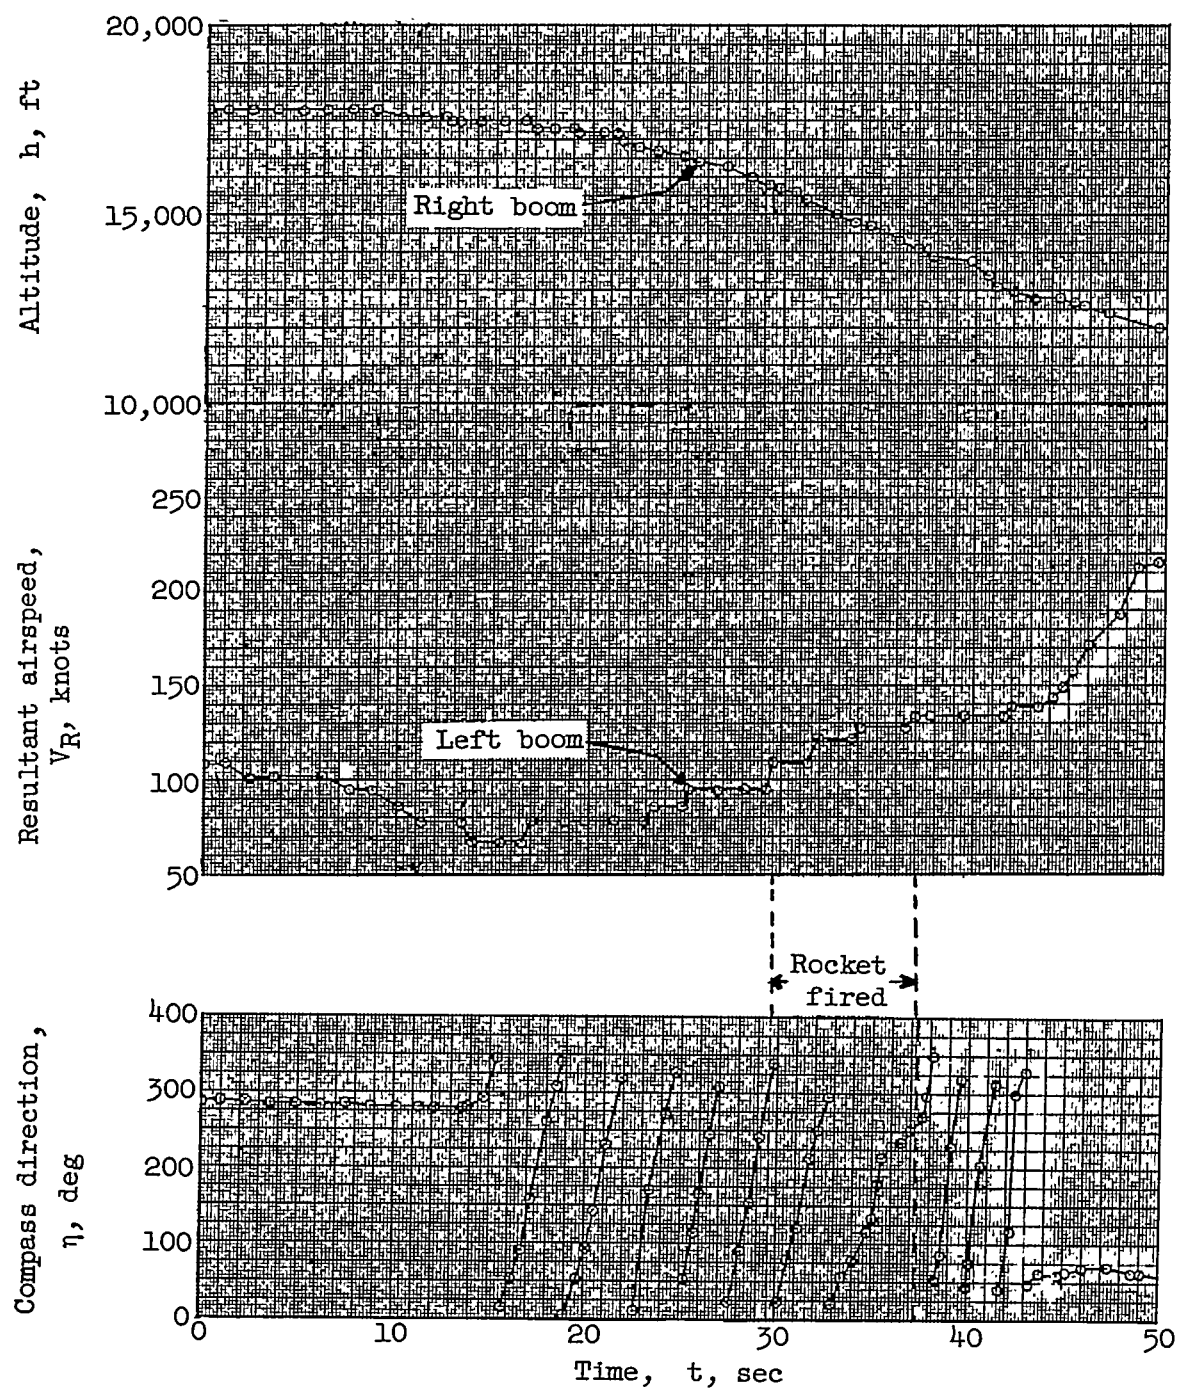 20,000
15,000
10,000
Altitude, h, ft
Right boom
250
200
150
100
50
Resultant airspeed,
V_R, knots
Left boom
Rocket
fired
400
300
200
100
0
Compass direction,
η, deg
0 10 20 30 40 50
Time, t, sec